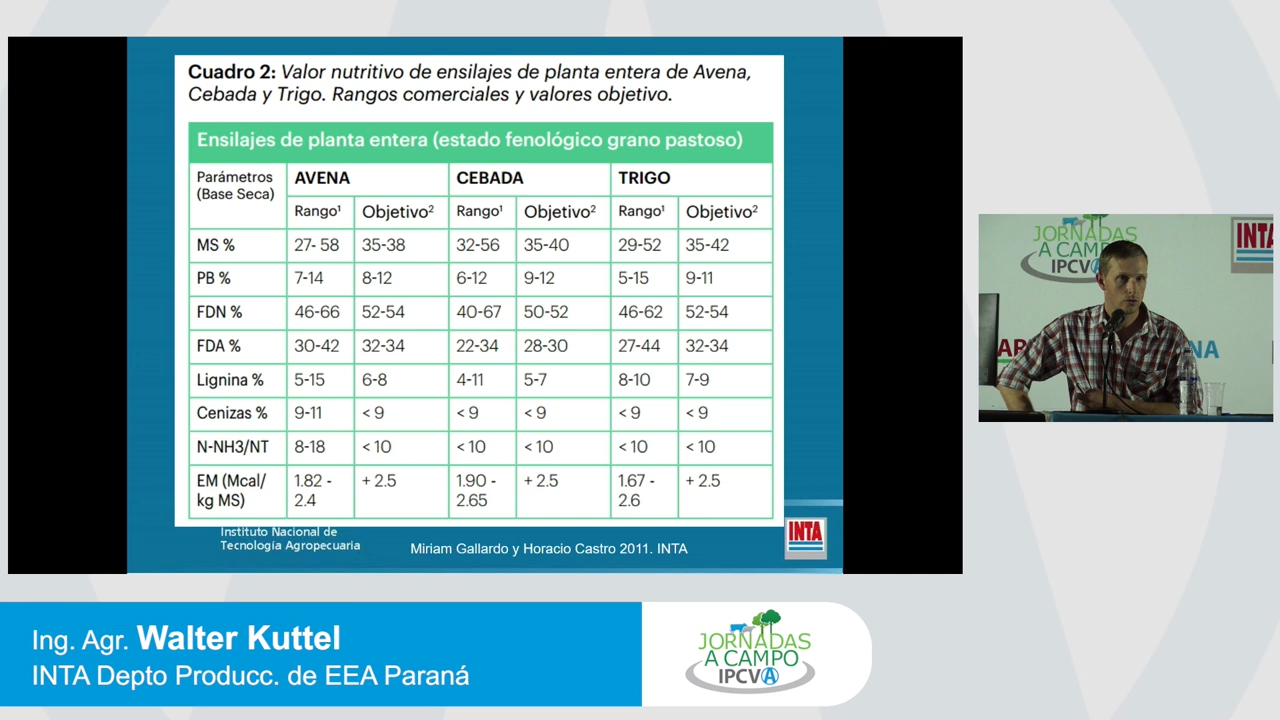 Cuadro 2: Valor nutritivo de ensilajes de planta entera de Avena,
Cebada y Trigo. Rangos comerciales y valores objetivo.
Ensilajes de planta entera (estado fenológico grano pastoso)
Parámetros
(Base Seca)
AVENA CEBADA TRIGO
Rango¹ Objetivo² Rango¹ Objetivo² Rango¹ Objetivo²
MS % 27- 58 35-38 32-56 35-40 29-52 35-42
PB % 7-14 8-12 6-12 9-12 5-15 9-11
FDN % 46-66 52-54 40-67 50-52 46-62 52-54
FDA % 30-42 32-34 22-34 28-30 27-44 32-34
Lignina % 5-15 6-8 4-11 5-7 8-10 7-9
Cenizas % 9-11 < 9 < 9 < 9 < 9 < 9
N-NH3/NT 8-18 < 10 < 10 < 10 < 10 < 10
EM (Mcal/ 1.82 - + 2.5 1.90 - + 2.5 1.67 - + 2.5
kg MS) 2.4 2.65 2.6
Instituto Nacional de
Tecnología Agropecuaria
Miriam Gallardo y Horacio Castro 2011. INTA
INTA
JORNADAS
A CAMPO
IPCVA
INTA
Ing. Agr. Walter Kuttel
INTA Depto Producc. de EEA Paraná
JORNADAS
A CAMPO
IPCVA